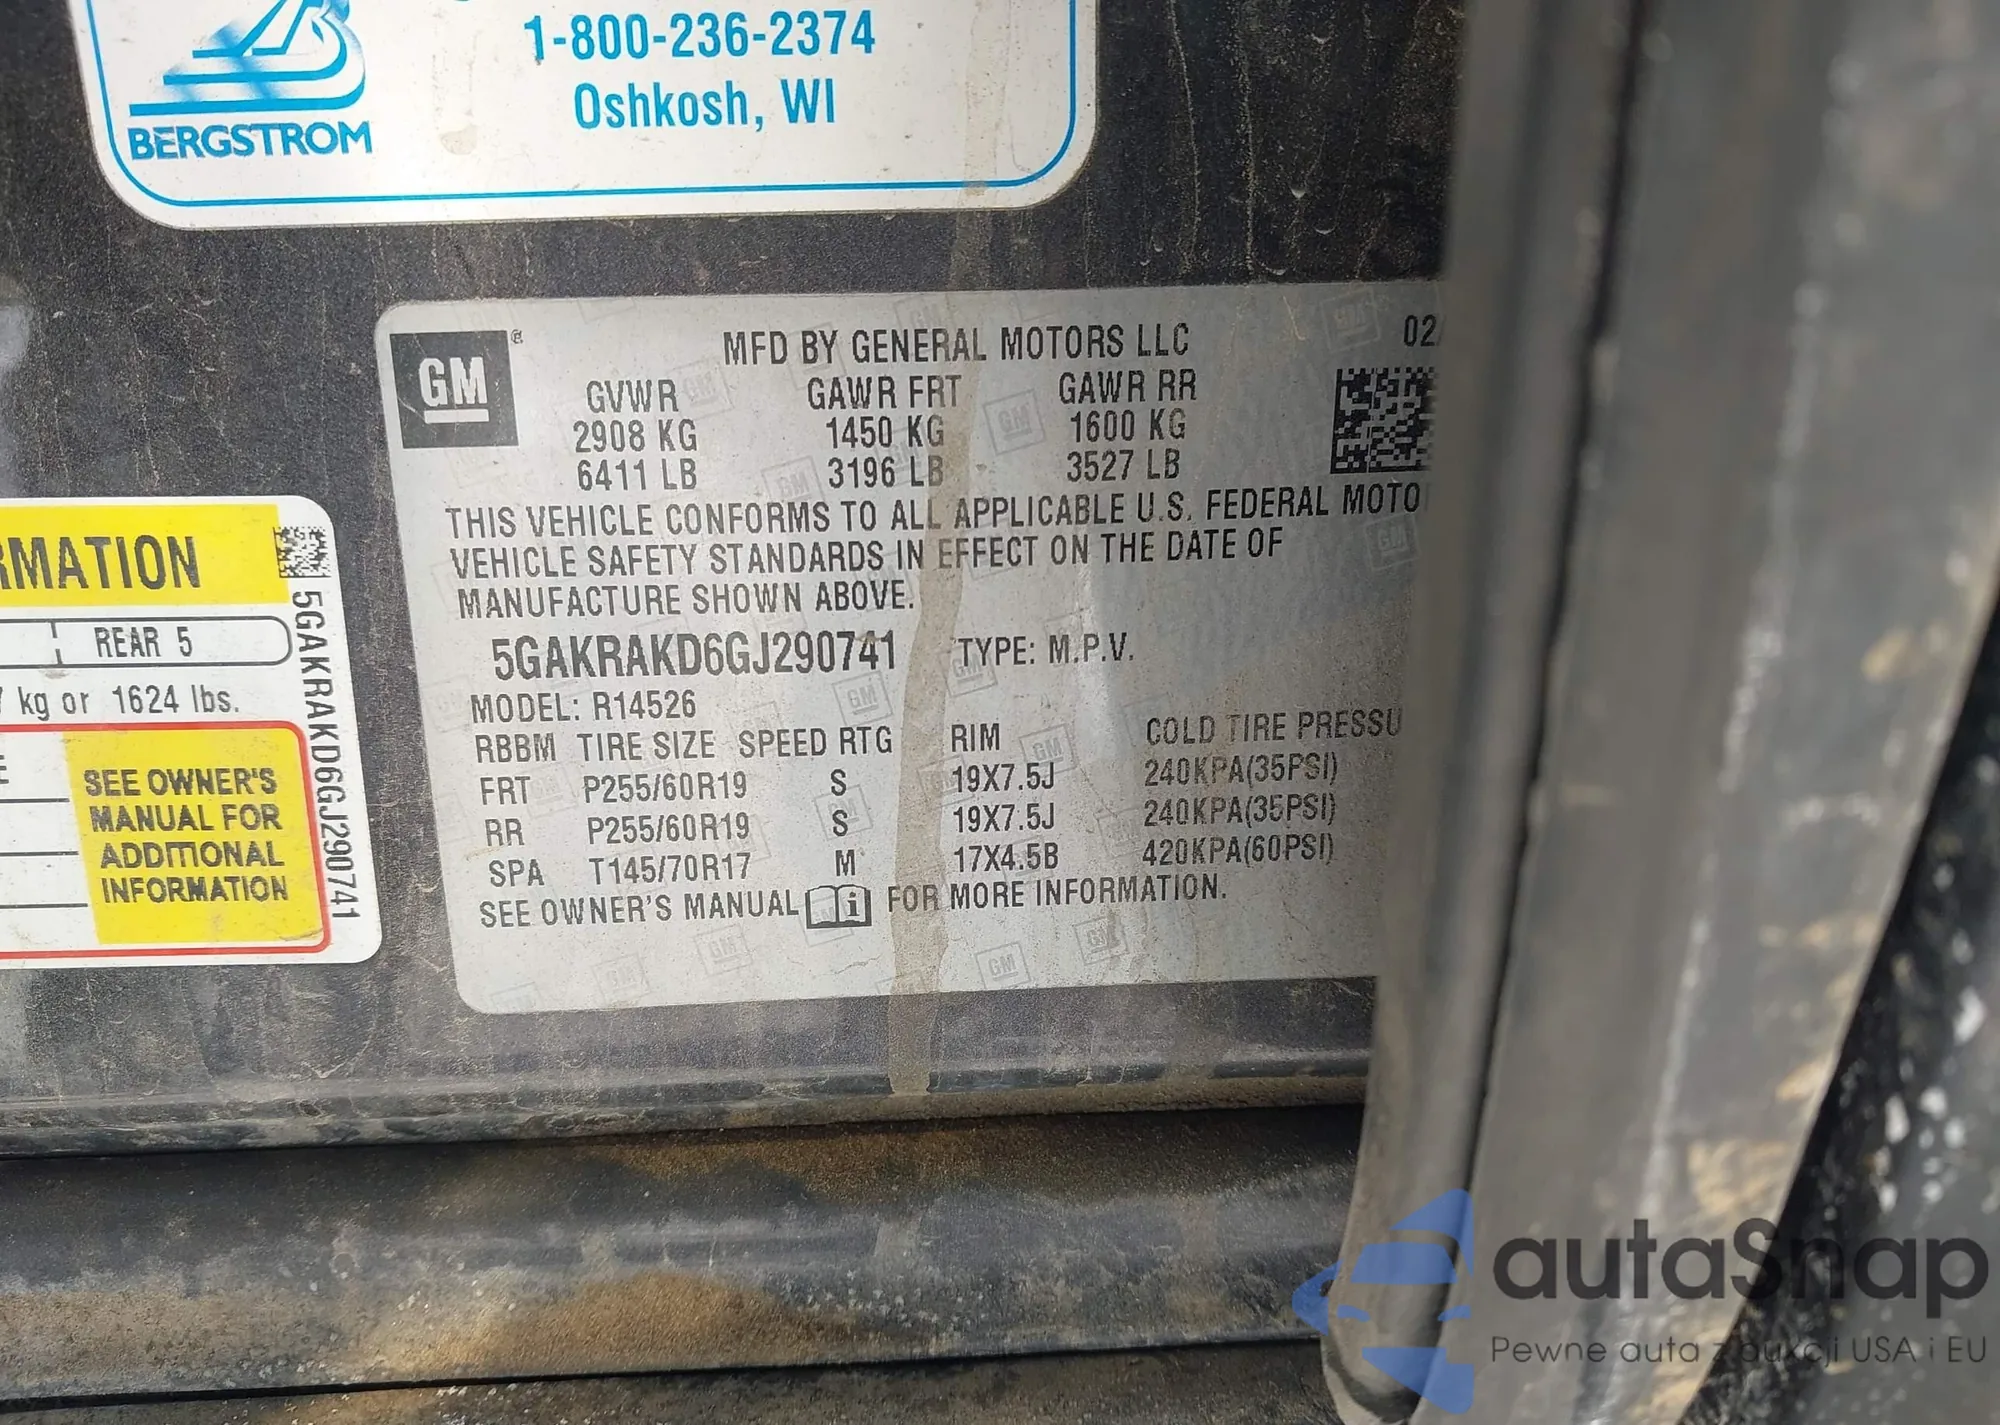 1-800-236-2374
Oshkosh, WI
BERGSTROM
GM
MFD BY GENERAL MOTORS LLC 02/
GVWR GAWR FRT GAWR RR
2908 KG 1450 KG 1600 KG
6411 LB 3196 LB 3527 LB
THIS VEHICLE CONFORMS TO ALL APPLICABLE U.S. FEDERAL MOTO
VEHICLE SAFETY STANDARDS IN EFFECT ON THE DATE OF
MANUFACTURE SHOWN ABOVE.
5GAKRAKD6GJ290741 TYPE: M.P.V.
MODEL: R14526
RBBM TIRE SIZE SPEED RTG RIM COLD TIRE PRESSU
FRT P255/60R19 S 19X7.5J 240KPA(35PSI)
RR P255/60R19 S 19X7.5J 240KPA(35PSI)
SPA T145/70R17 M 17X4.5B 420KPA(60PSI)
SEE OWNER'S MANUAL i FOR MORE INFORMATION.
RMATION
REAR 5
kg or 1624 lbs.
E
SEE OWNER'S
MANUAL FOR
ADDITIONAL
INFORMATION
5GAKRAKD6GJ290741
autaSnap
Pewne auta z aukcji USA i EU